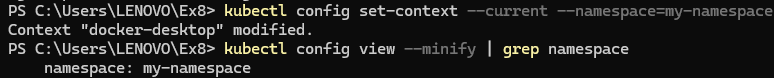 PS C:\Users\LENOVO\Ex8> kubectl config set-context --current --namespace=my-namespace
Context "docker-desktop" modified.
PS C:\Users\LENOVO\Ex8> kubectl config view --minify | grep namespace
    namespace: my-namespace